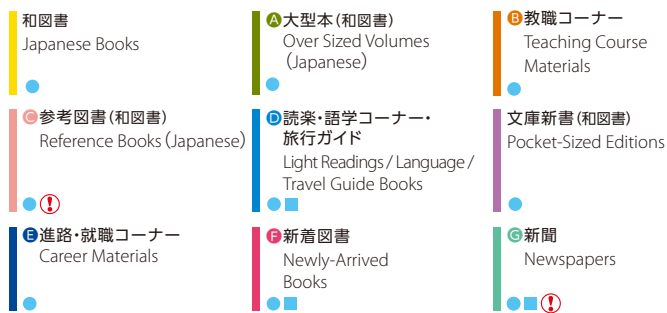 和図書
Japanese Books
Ⓐ大型本(和図書)
Over Sized Volumes
(Japanese)
Ⓑ教職コーナー
Teaching Course
Materials
Ⓒ参考図書(和図書)
Reference Books (Japanese)
Ⓓ読楽・語学コーナー・
旅行ガイド
Light Readings / Language /
Travel Guide Books
文庫新書(和図書)
Pocket-Sized Editions
Ⓔ進路・就職コーナー
Career Materials
Ⓕ新着図書
Newly-Arrived
Books
Ⓖ新聞
Newspapers